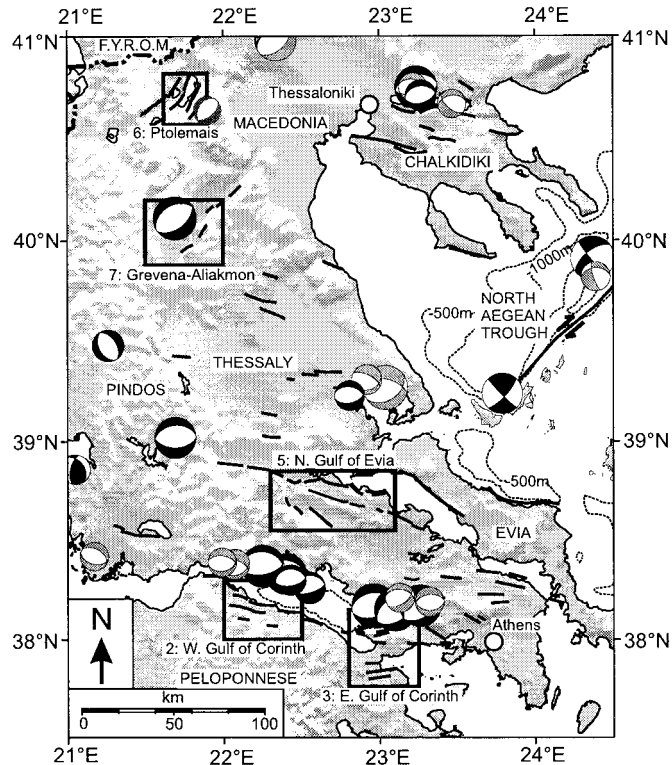 21°E
22°E
23°E
24°E
41°N
41°N
F.Y.R.O.M
Thessaloniki
MACEDONIA
6: Ptolemais
CHALKIDIKI
40°N
40°N
1000m
7: Grevena-Aliakmon
500m
NORTH
AEGEAN
TROUGH
THESSALY
PINDOS
39°N
39°N
5: N. Gulf of Evia
500m
EVIA
N
38°N
38°N
Athens
2: W. Gulf of Corinth
PELOPONNESE
3: E. Gulf of Corinth
km
0 50 100
21°E
22°E
23°E
24°E